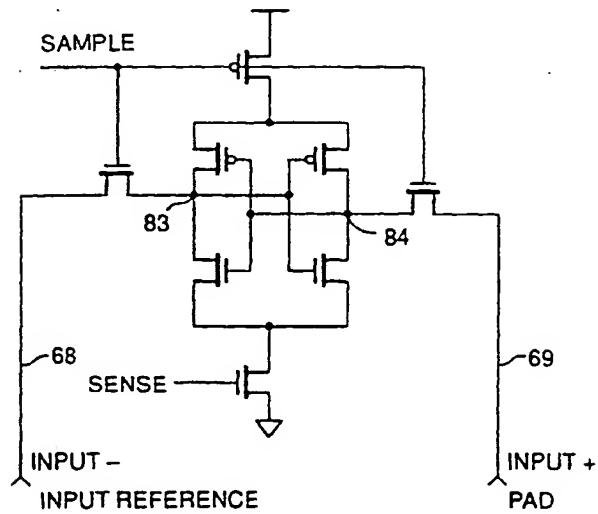 SAMPLE
83
84
68
69
SENSE
INPUT –
INPUT REFERENCE
INPUT +
PAD